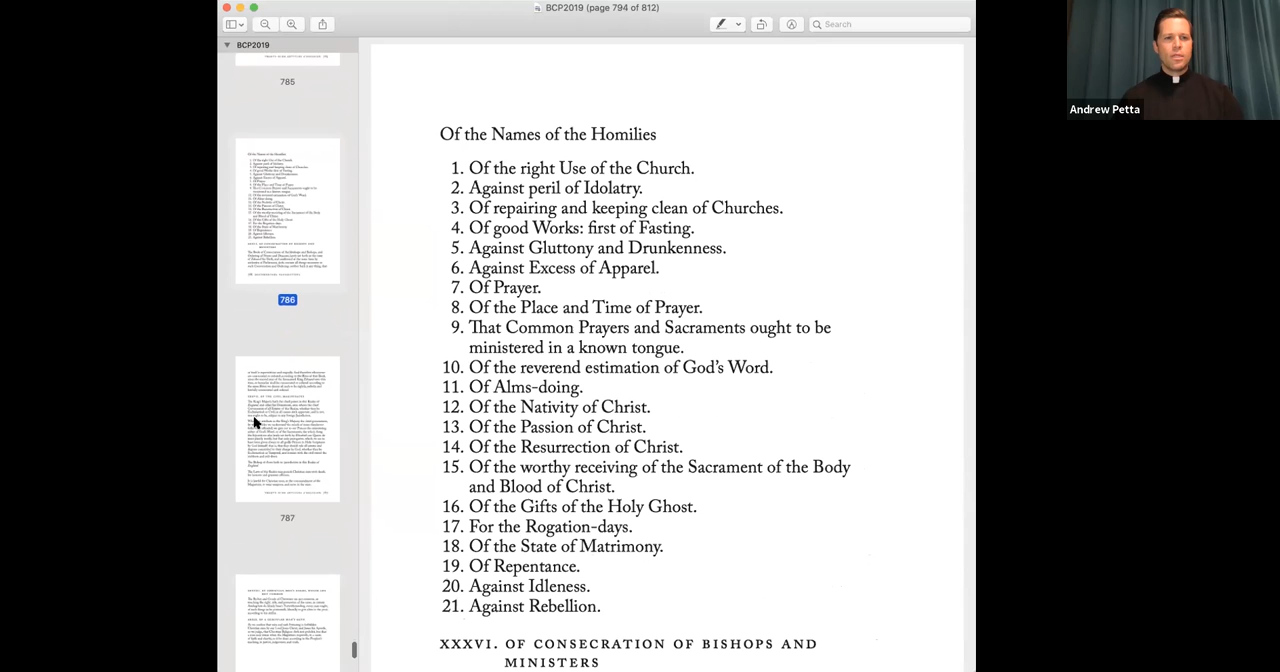 BCP2019 (page 794 of 812)
Search
BCP2019
785
786
787
Of the Names of the Homilies
1. Of the right Use of the Church.
2. Against peril of Idolatry.
3. Of repairing and keeping clean of Churches.
4. Of good Works: first of Fasting.
5. Against Gluttony and Drunkenness.
6. Against Excess of Apparel.
7. Of Prayer.
8. Of the Place and Time of Prayer.
9. That Common Prayers and Sacraments ought to be
ministered in a known tongue.
10. Of the reverend estimation of God's Word.
11. Of Alms-doing.
12. Of the Nativity of Christ.
13. Of the Passion of Christ.
14. Of the Resurrection of Christ.
15. Of the worthy receiving of the Sacrament of the Body
and Blood of Christ.
16. Of the Gifts of the Holy Ghost.
17. For the Rogation-days.
18. Of the State of Matrimony.
19. Of Repentance.
20. Against Idleness.
21. Against Rebellion.
XXXVI. OF CONSECRATION OF BISHOPS AND
MINISTERS
Andrew Petta